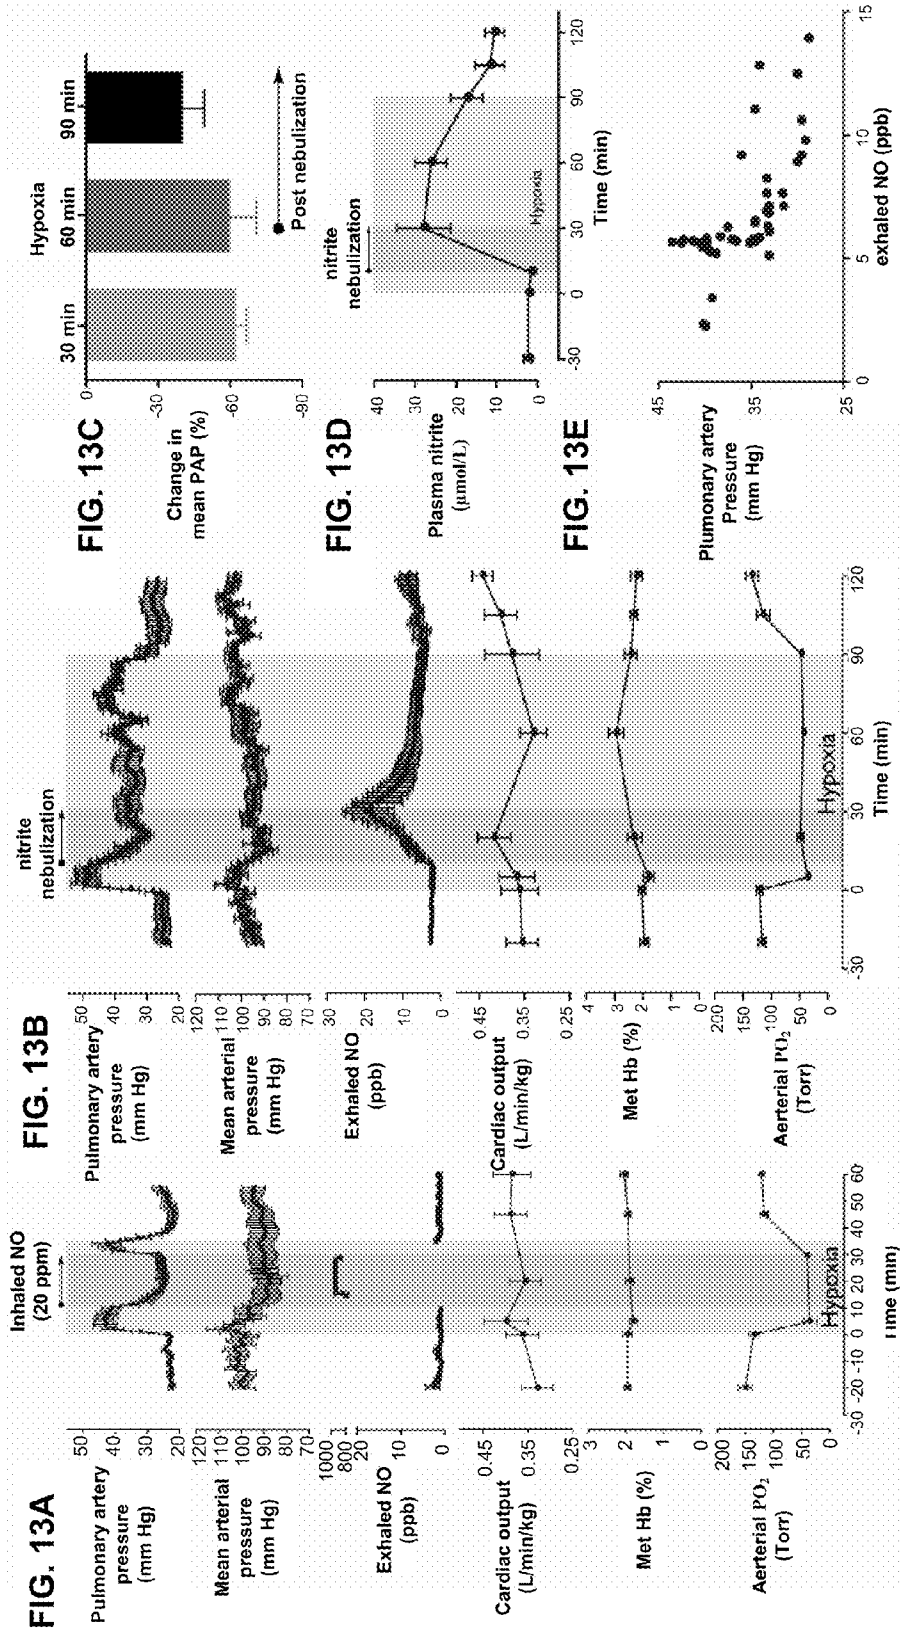 FIG. 13A
Inhaled NO
(20 ppm)
Pulmonary artery
pressure
(mm Hg)
50
40
30
20
Mean arterial
pressure
(mm Hg)
120
110
100
90
80
70
Exhaled NO
(ppb)
1000
800
20
10
0
Cardiac output
(L/min/kg)
0.45
0.35
0.25
Met Hb (%)
3
2
1
0
Aerterial PO2
(Torr)
200
150
100
50
0
Hypoxia
-30 -20 -10 0 10 20 30 40 50 60
Time (min)
FIG. 13B
nitrite
nebulization
Pulmonary artery
pressure
(mm Hg)
50
40
30
20
Mean arterial
pressure
(mm Hg)
120
110
100
90
80
70
Exhaled NO
(ppb)
30
20
10
0
Cardiac output
(L/min/kg)
0.45
0.35
0.25
Met Hb (%)
4
3
2
1
0
Aerterial PO2
(Torr)
200
150
100
50
0
Hypoxia
-30 0 30 60 90 120
Time (min)
FIG. 13C
Hypoxia
30 min 60 min 90 min
Change in
mean PAP (%)
0
-30
-60
-90
Post nebulization
FIG. 13D
nitrite
nebulization
Plasma nitrite
(μmol/L)
40
30
20
10
0
Hypoxia
-30 0 30 60 90 120
Time (min)
FIG. 13E
Plumonary artery
Pressure
(mm Hg)
45
35
25
0 5 10 15
exhaled NO (ppb)